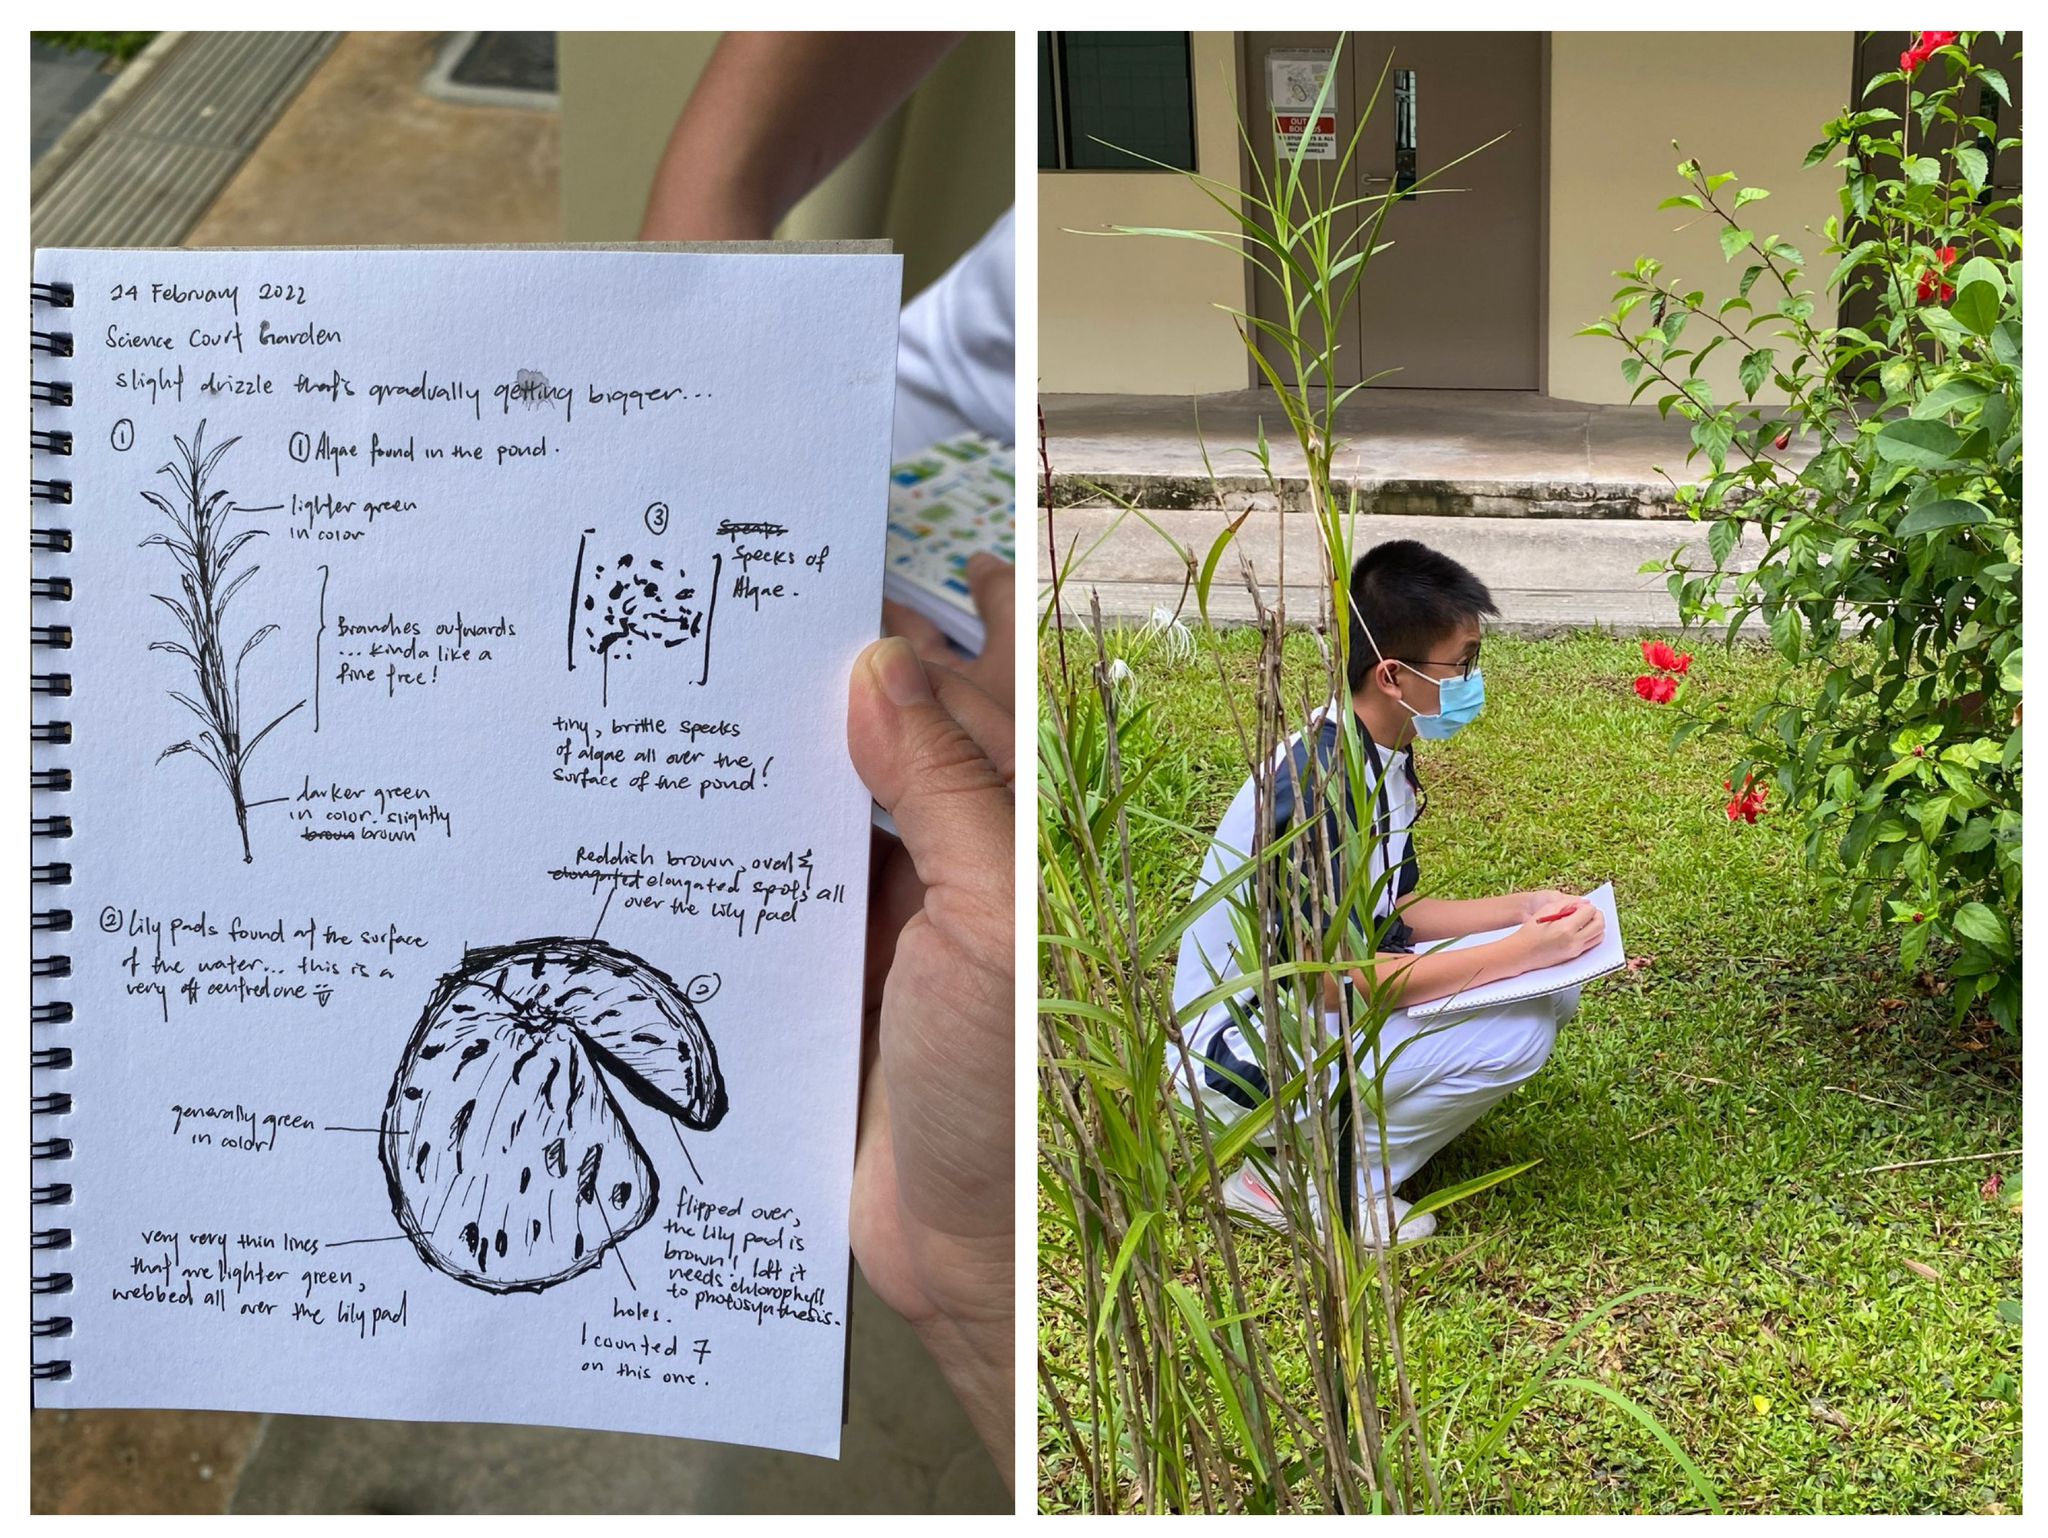 24 February 2022
Science Court Garden
slight drizzle that's gradually getting bigger...
①
① Algae found in the pond.
lighter green
in color
Branches outwards
... kinda like a
pine tree!
darker green
in color. slightly
brown brown
③
Specks of
Algae.
tiny, brittle specks
of algae all over the
surface of the pond!
Reddish brown, oval &
elongated elongated spots all
over the lily pad
② Lily pads found at the surface
of the water... this is a
very off centred one
②
generally green
in color
very very thin lines
that are lighter green,
webbed all over the lily pad
flipped over,
the lily pad is
brown! 
needs chlorophyll
to photosynthesis.
holes.
I counted 7
on this one.
OUT
BOUNDS
STUDENTS & ALL
PERSONNELS